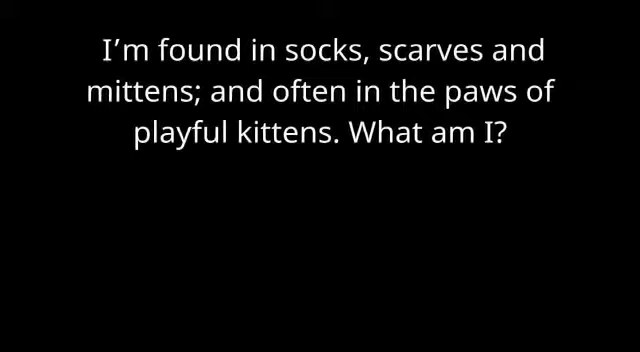 I’m found in socks, scarves and
mittens; and often in the paws of
playful kittens. What am I?